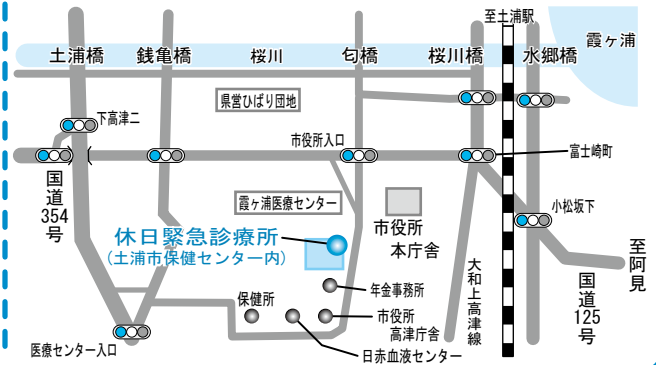 至土浦駅
霞ヶ浦
土浦橋
銭亀橋
桜川
匂橋
桜川橋
水郷橋
県営ひばり団地
下高津二
市役所入口
富士崎町
国道354号
霞ヶ浦医療センター
市役所
本庁舎
小松坂下
休日緊急診療所
(土浦市保健センター内)
至阿見
大和上高津線
国道125号
年金事務所
保健所
市役所
高津庁舎
医療センター入口
日赤血液センター